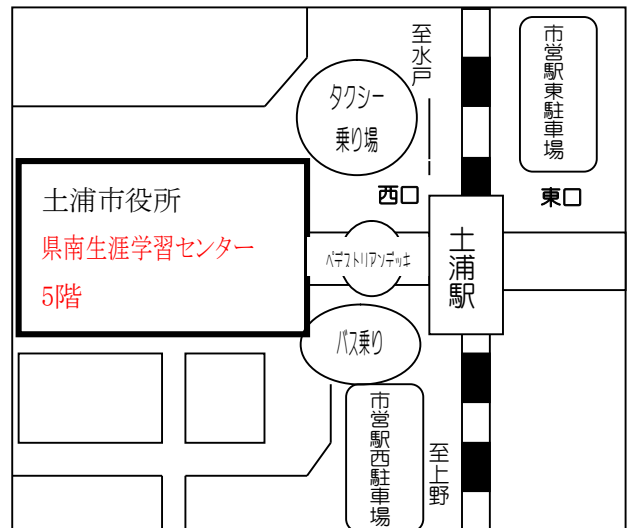 至水戸
市営駅東駐車場
タクシー
乗り場
西口
東口
土浦市役所
県南生涯学習センター
5階
ペデストリアンデッキ
土浦駅
バス乗り
市営駅西駐車場
至上野